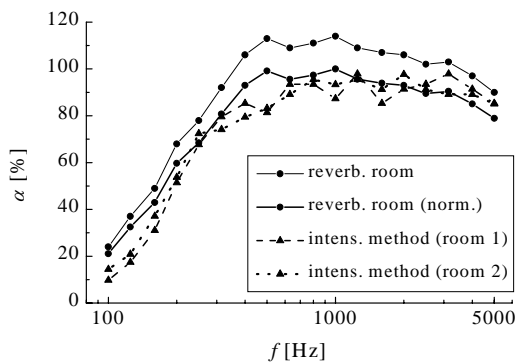 120
100
80
60
40
20
0
α [%]
reverb. room
reverb. room (norm.)
intens. method (room 1)
intens. method (room 2)
100 1000 5000
f [Hz]